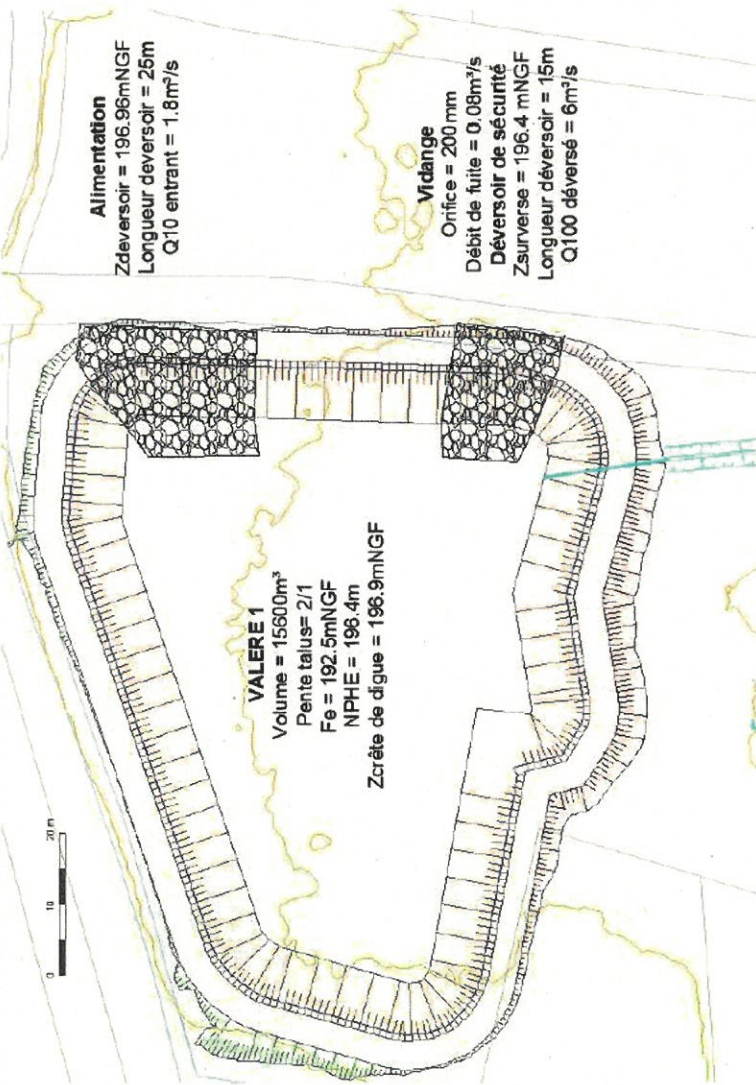 Alimentation
Zdeversoir = 196.96mNGF
Longueur deversoir = 25m
Q10 entrant = 1.8m³/s
Vidange
Orifice = 200mm
Débit de fuite = 0.08m³/s
Déversoir de sécurité
Zsurverse = 196.4 mNGF
Longueur déversoir = 15m
Q100 déversé = 6m³/s
VALERE 1
Volume = 15600m³
Pente talus= 2/1
Fe = 192.5mNGF
NPHE = 196.4m
Zcrête de digue = 196.9mNGF
0 10 20 m